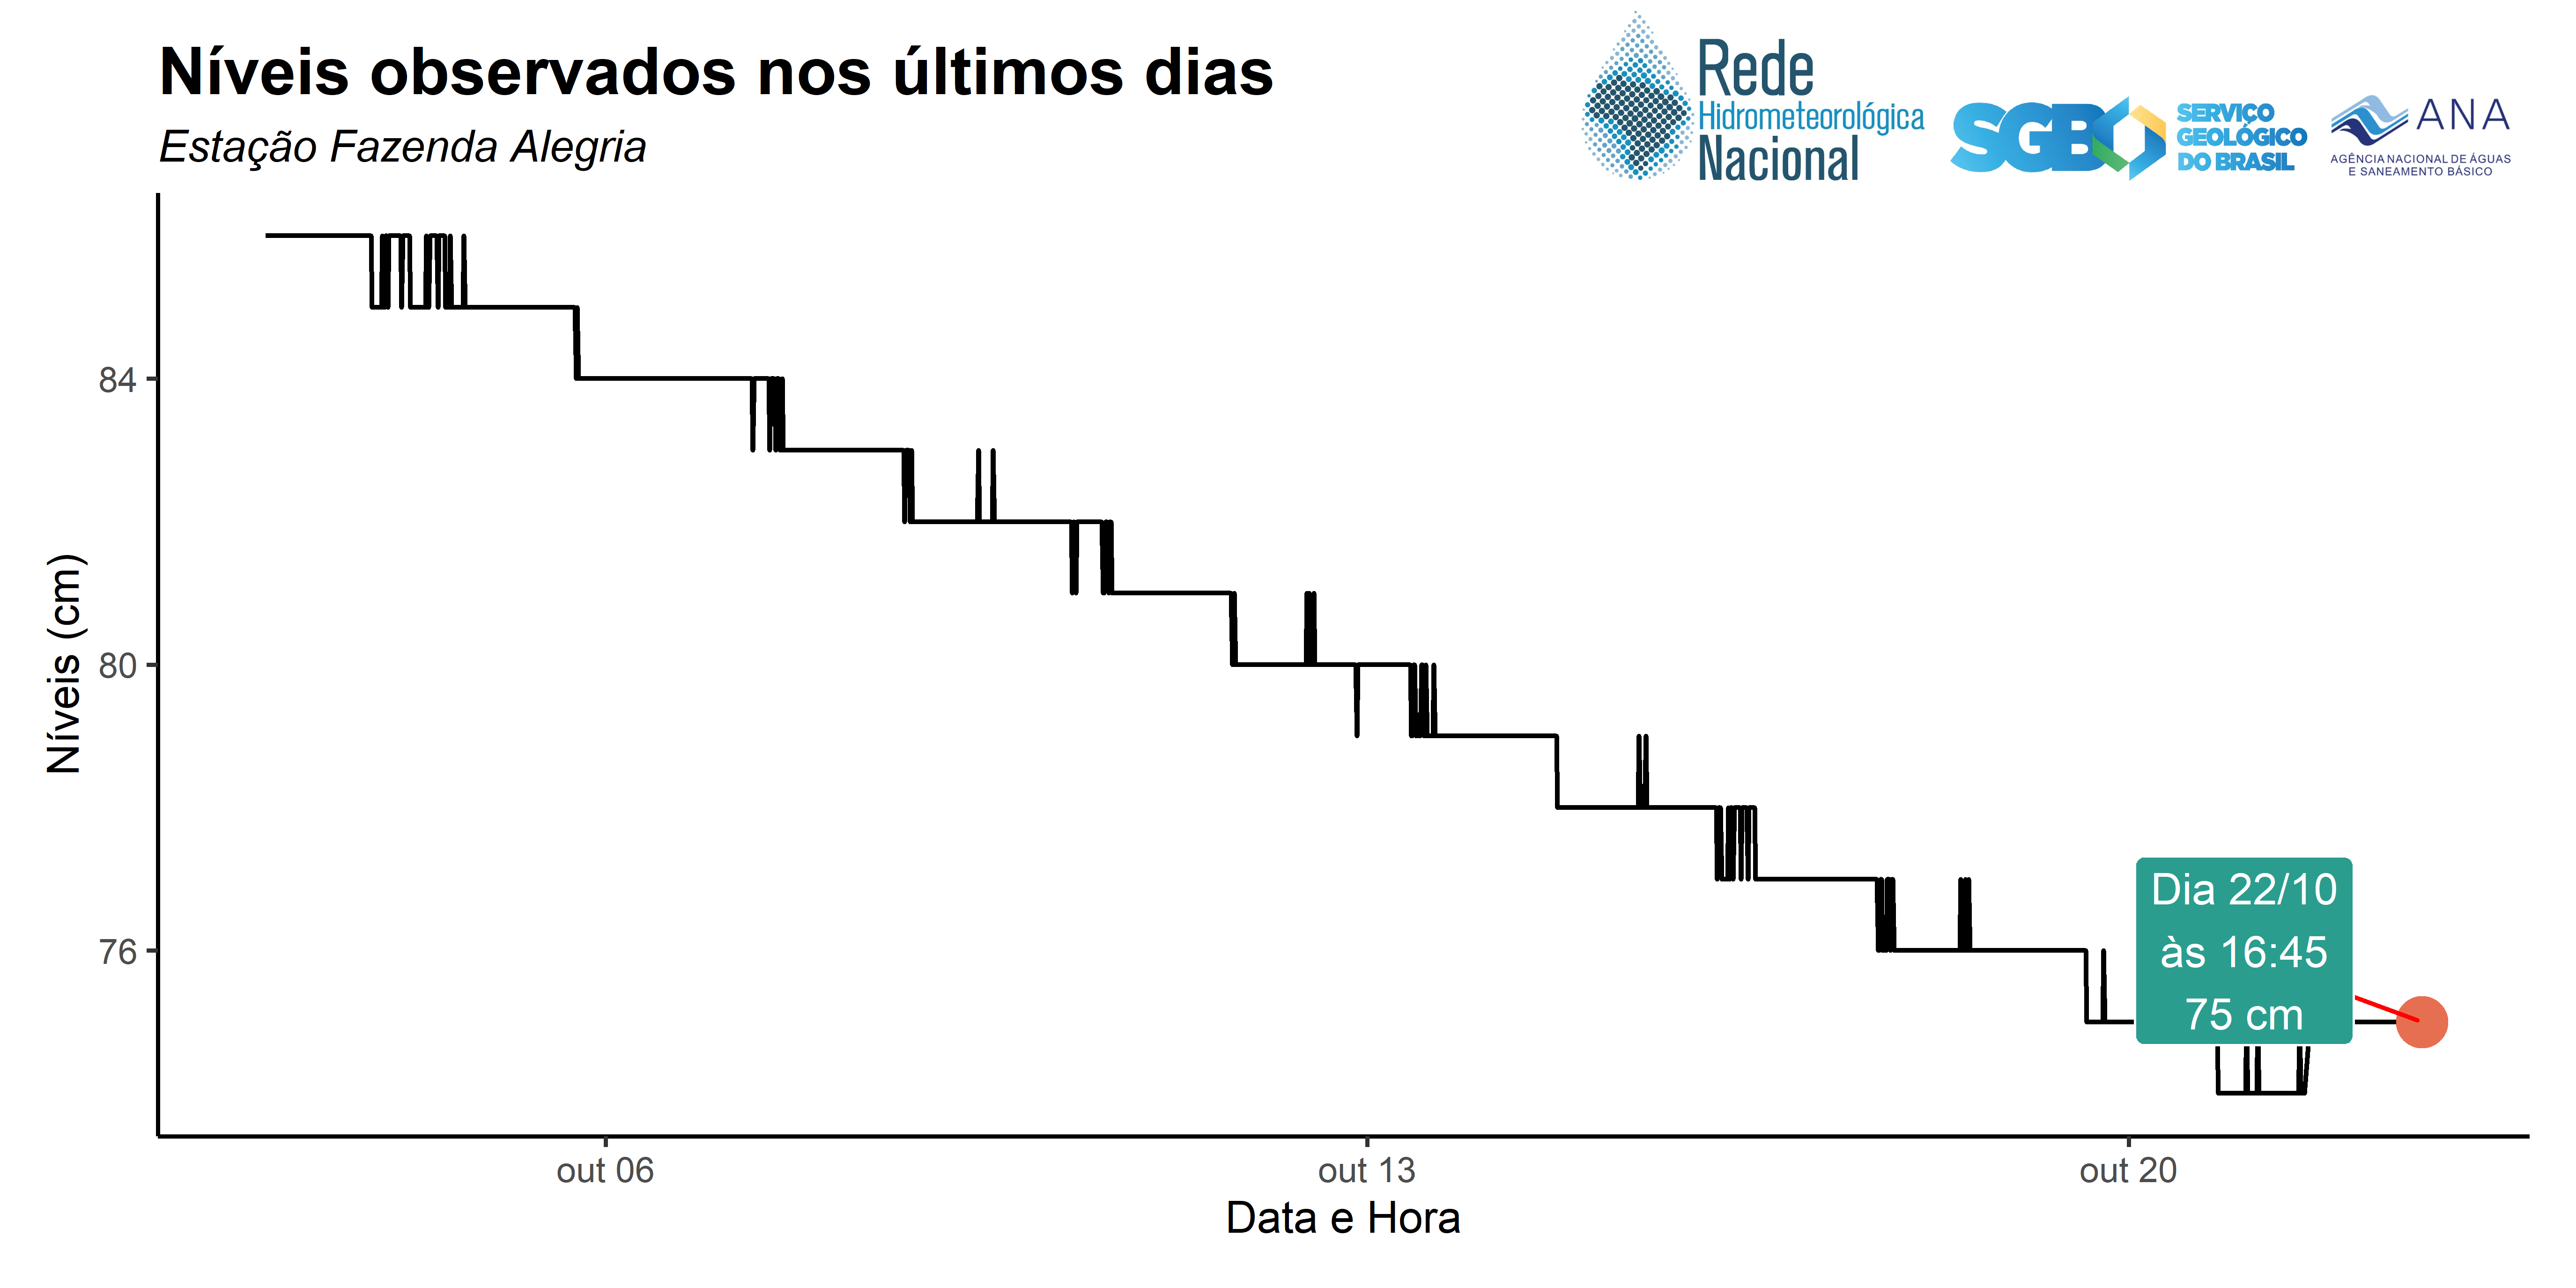 Níveis observados nos últimos dias
Estação Fazenda Alegria
Rede
Hidrometeorológica
Nacional
SGB
SERVIÇO
GEOLÓGICO
DO BRASIL
ANA
AGÊNCIA NACIONAL DE ÁGUAS
E SANEAMENTO BÁSICO
Níveis (cm)
84
80
76
Dia 22/10
às 16:45
75 cm
out 06
out 13
out 20
Data e Hora